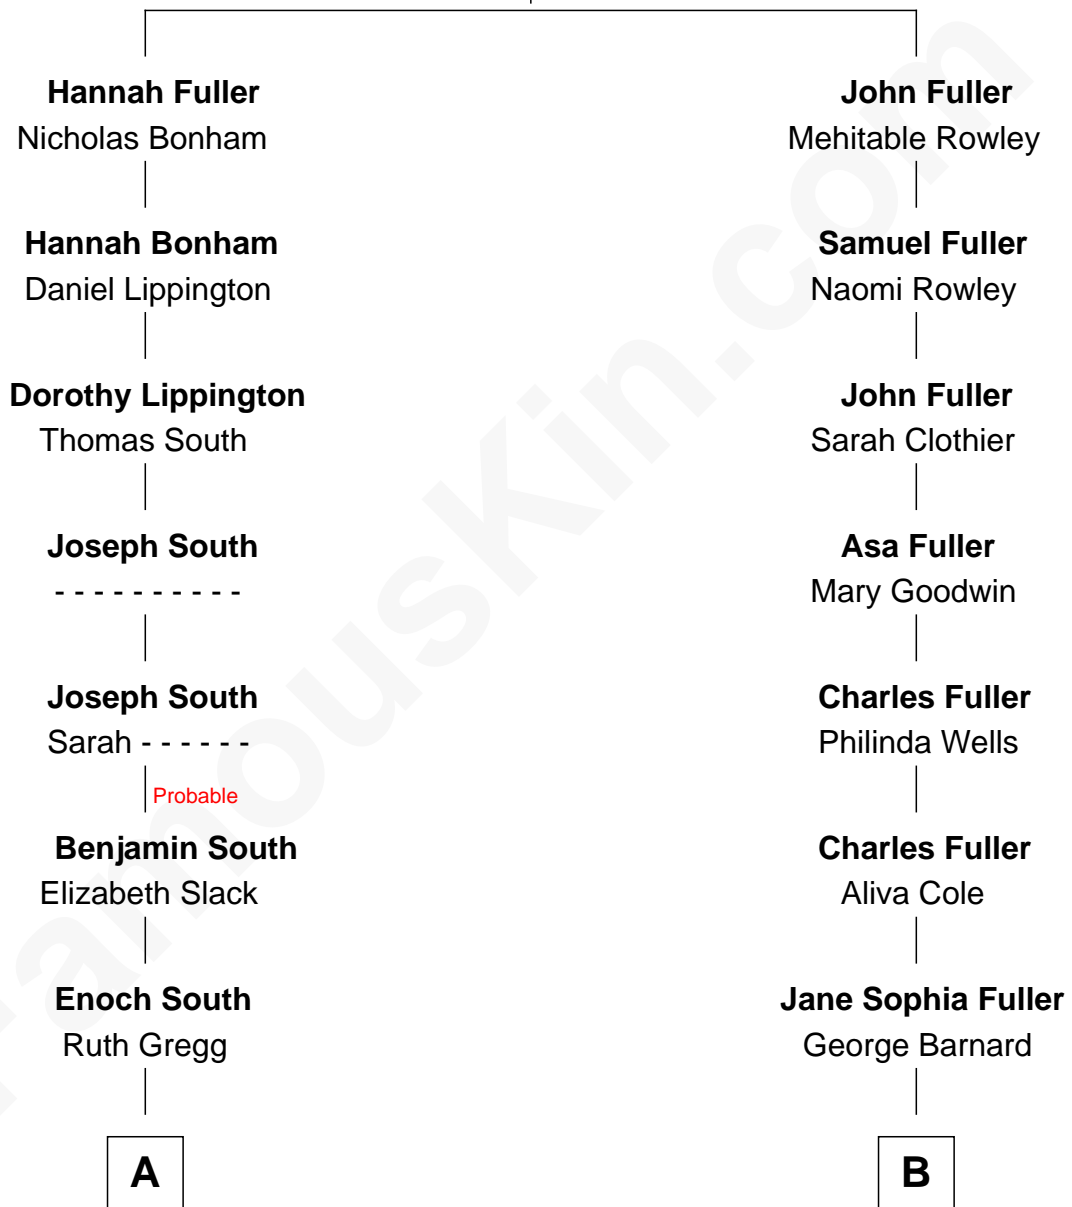 Hannah Fuller
Nicholas Bonham
Hannah Bonham
Daniel Lippington
Dorothy Lippington
Thomas South
Joseph South
- - - - - - - - - -
Joseph South
Sarah - - - - - -
Probable
Benjamin South
Elizabeth Slack
Enoch South
Ruth Gregg
A
John Fuller
Mehitable Rowley
Samuel Fuller
Naomi Rowley
John Fuller
Sarah Clothier
Asa Fuller
Mary Goodwin
Charles Fuller
Philinda Wells
Charles Fuller
Aliva Cole
Jane Sophia Fuller
George Barnard
B
FamousKin.com